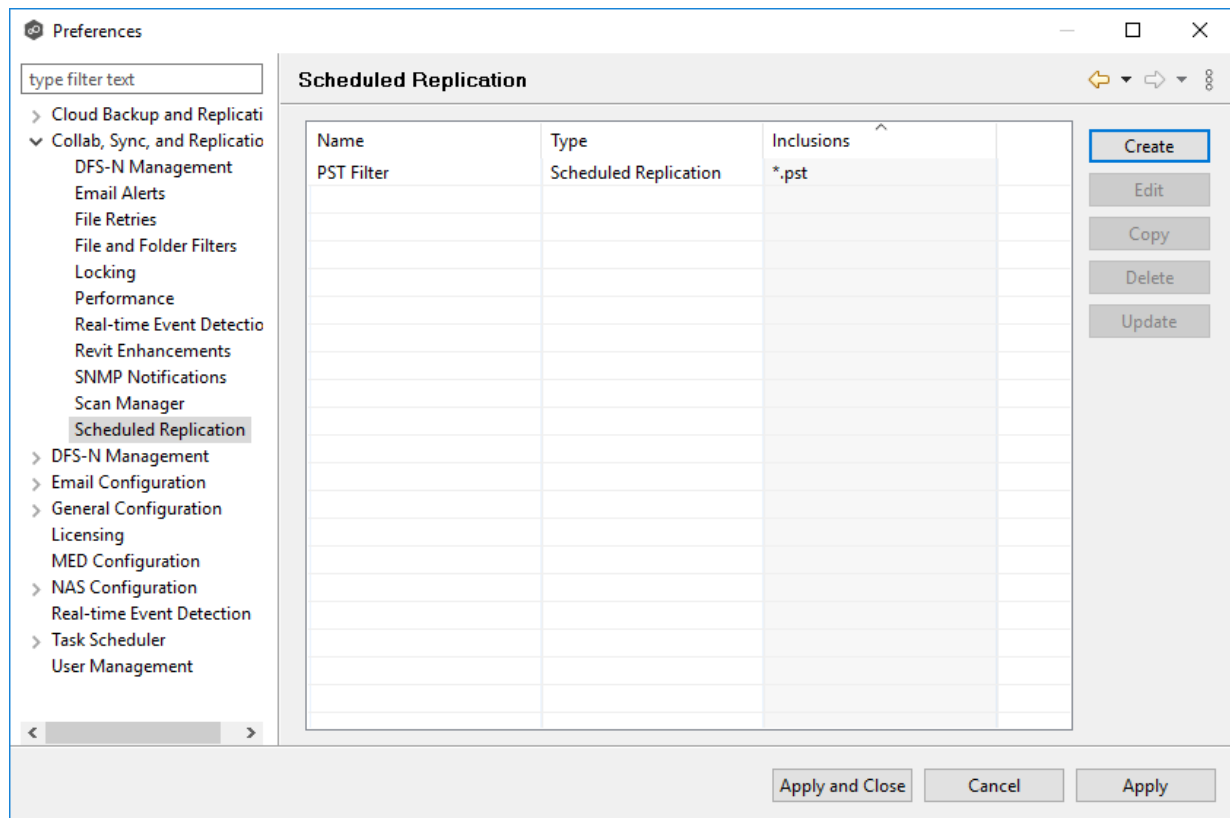 Preferences
type filter text
Cloud Backup and Replicati
Collab, Sync, and Replicatio
DFS-N Management
Email Alerts
File Retries
File and Folder Filters
Locking
Performance
Real-time Event Detectio
Revit Enhancements
SNMP Notifications
Scan Manager
Scheduled Replication
DFS-N Management
Email Configuration
General Configuration
Licensing
MED Configuration
NAS Configuration
Real-time Event Detection
Task Scheduler
User Management
Scheduled Replication
Name Type Inclusions
PST Filter Scheduled Replication *.pst
Create
Edit
Copy
Delete
Update
Apply and Close Cancel Apply